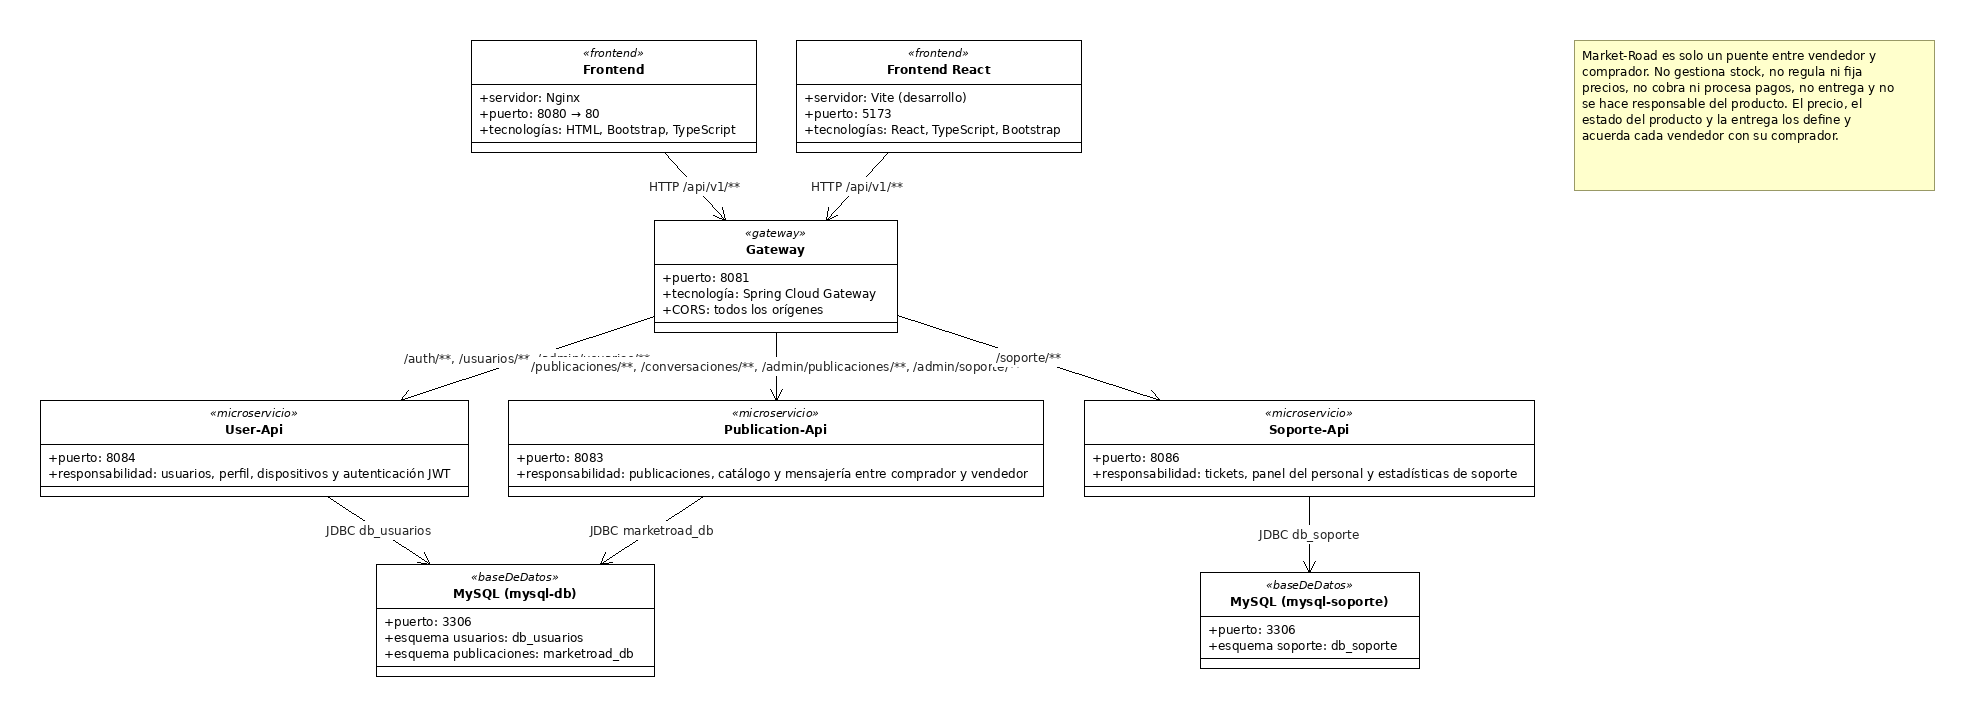 «frontend»
Frontend
+servidor: Nginx
+puerto: 8080 → 80
+tecnologías: HTML, Bootstrap, TypeScript
«frontend»
Frontend React
+servidor: Vite (desarrollo)
+puerto: 5173
+tecnologías: React, TypeScript, Bootstrap
Market-Road es solo un puente entre vendedor y
comprador. No gestiona stock, no regula ni fija
precios, no cobra ni procesa pagos, no entrega y no
se hace responsable del producto. El precio, el
estado del producto y la entrega los define y
acuerda cada vendedor con su comprador.
HTTP /api/v1/**
HTTP /api/v1/**
«gateway»
Gateway
+puerto: 8081
+tecnología: Spring Cloud Gateway
+CORS: todos los orígenes
/auth/**, /usuarios/**, /admin/usuarios/**
/publicaciones/**, /conversaciones/**, /admin/publicaciones/**, /admin/soporte/**
/soporte/**
«microservicio»
User-Api
+puerto: 8084
+responsabilidad: usuarios, perfil, dispositivos y autenticación JWT
«microservicio»
Publication-Api
+puerto: 8083
+responsabilidad: publicaciones, catálogo y mensajería entre comprador y vendedor
«microservicio»
Soporte-Api
+puerto: 8086
+responsabilidad: tickets, panel del personal y estadísticas de soporte
JDBC db_usuarios
JDBC marketroad_db
JDBC db_soporte
«baseDeDatos»
MySQL (mysql-db)
+puerto: 3306
+esquema usuarios: db_usuarios
+esquema publicaciones: marketroad_db
«baseDeDatos»
MySQL (mysql-soporte)
+puerto: 3306
+esquema soporte: db_soporte